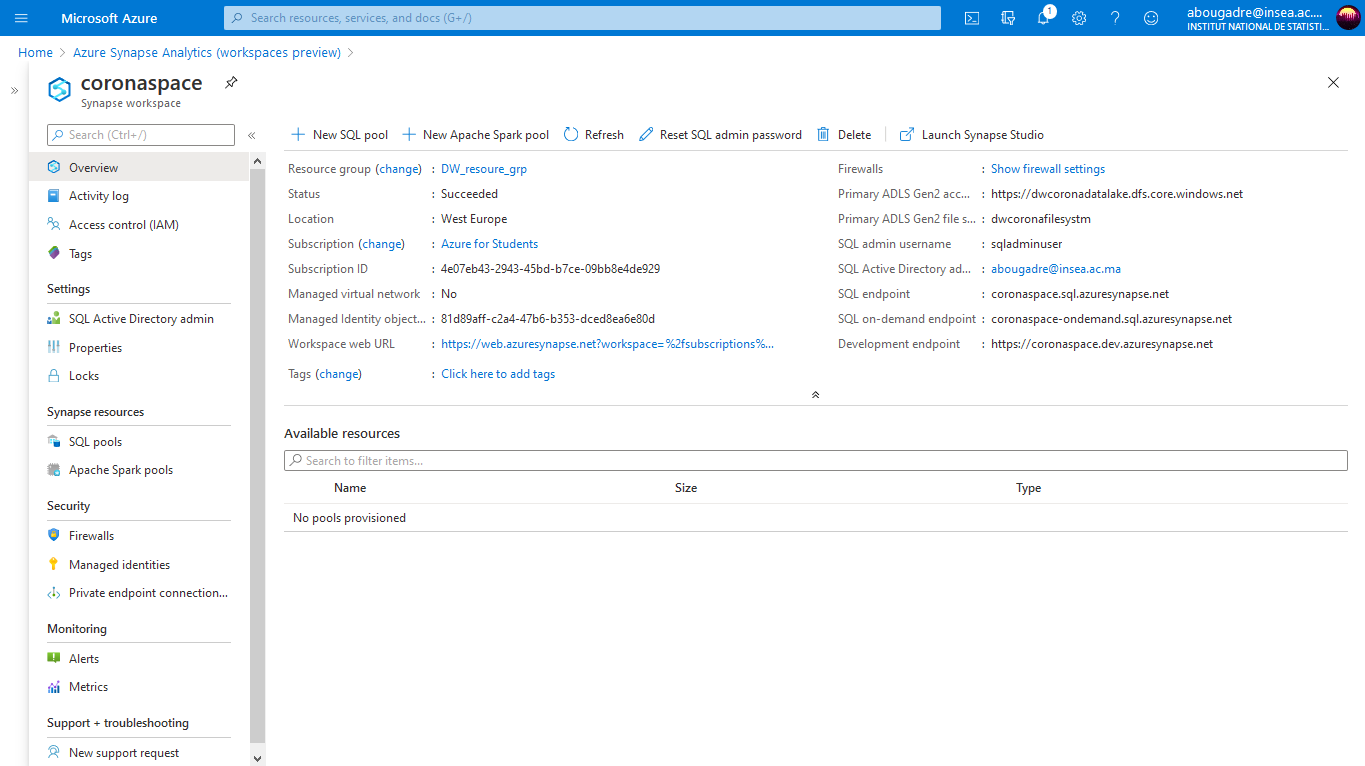 Microsoft Azure
Search resources, services, and docs (G+/)
1
abougadre@insea.ac....
INSTITUT NATIONAL DE STATISTI...
Home > Azure Synapse Analytics (workspaces preview) >
coronaspace
Synapse workspace
Search (Ctrl+/)
Overview
Activity log
Access control (IAM)
Tags
Settings
SQL Active Directory admin
Properties
Locks
Synapse resources
SQL pools
Apache Spark pools
Security
Firewalls
Managed identities
Private endpoint connection...
Monitoring
Alerts
Metrics
Support + troubleshooting
New support request
New SQL pool New Apache Spark pool Refresh Reset SQL admin password Delete Launch Synapse Studio
Resource group (change) : DW_resoure_grp
Status : Succeeded
Location : West Europe
Subscription (change) : Azure for Students
Subscription ID : 4e07eb43-2943-45bd-b7ce-09bb8e4de929
Managed virtual network : No
Managed Identity object... : 81d89aff-c2a4-47b6-b353-dced8ea6e80d
Workspace web URL : https://web.azuresynapse.net?workspace=%2fsubscriptions%...
Tags (change) : Click here to add tags
Firewalls : Show firewall settings
Primary ADLS Gen2 acc... : https://dwcoronadatalake.dfs.core.windows.net
Primary ADLS Gen2 file s... : dwcoronafilesystm
SQL admin username : sqladminuser
SQL Active Directory ad... : abougadre@insea.ac.ma
SQL endpoint : coronaspace.sql.azuresynapse.net
SQL on-demand endpoint : coronaspace-ondemand.sql.azuresynapse.net
Development endpoint : https://coronaspace.dev.azuresynapse.net
Available resources
Search to filter items...
Name Size Type
No pools provisioned